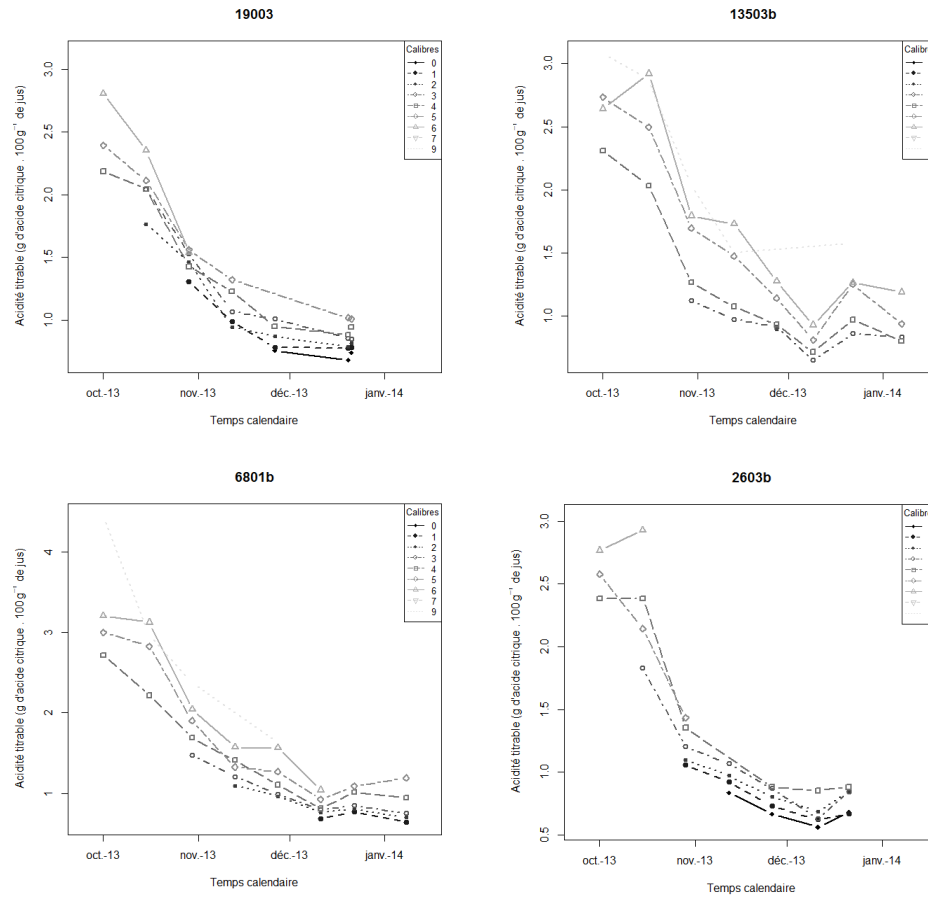 19003
Acidité titrable (g d'acide citrique . 100g⁻¹ de jus)
3.0
2.5
2.0
1.5
1.0
Calibres
0
1
2
3
4
5
6
7
9
oct.-13 nov.-13 déc.-13 janv.-14
Temps calendaire
13503b
Acidité titrable (g d'acide citrique . 100g⁻¹ de jus)
3.0
2.5
2.0
1.5
1.0
Calibre
oct.-13 nov.-13 déc.-13 janv.-14
Temps calendaire
6801b
Acidité titrable (g d'acide citrique . 100g⁻¹ de jus)
4
3
2
1
Calibres
0
1
2
3
4
5
6
7
9
oct.-13 nov.-13 déc.-13 janv.-14
Temps calendaire
2603b
Acidité titrable (g d'acide citrique . 100g⁻¹ de jus)
3.0
2.5
2.0
1.5
1.0
0.5
Calibre
oct.-13 nov.-13 déc.-13 janv.-14
Temps calendaire